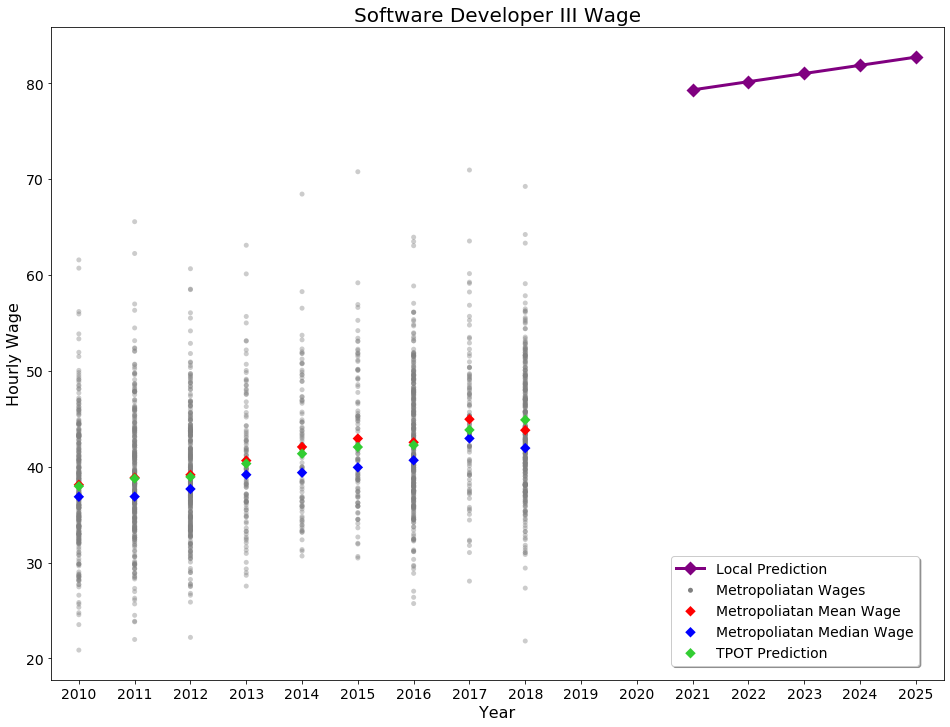 Software Developer III Wage
Hourly Wage
80
70
60
50
40
30
20
Local Prediction
Metropoliatan Wages
Metropoliatan Mean Wage
Metropoliatan Median Wage
TPOT Prediction
2010 2011 2012 2013 2014 2015 2016 2017 2018 2019 2020 2021 2022 2023 2024 2025
Year